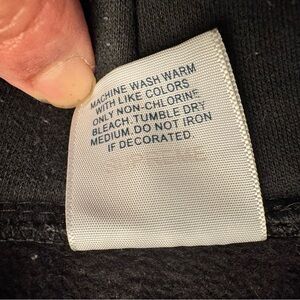 MACHINE WASH WARM
WITH LIKE COLORS
ONLY NON-CHLORINE
BLEACH.TUMBLE DRY
MEDIUM.DO NOT IRON
IF DECORATED.